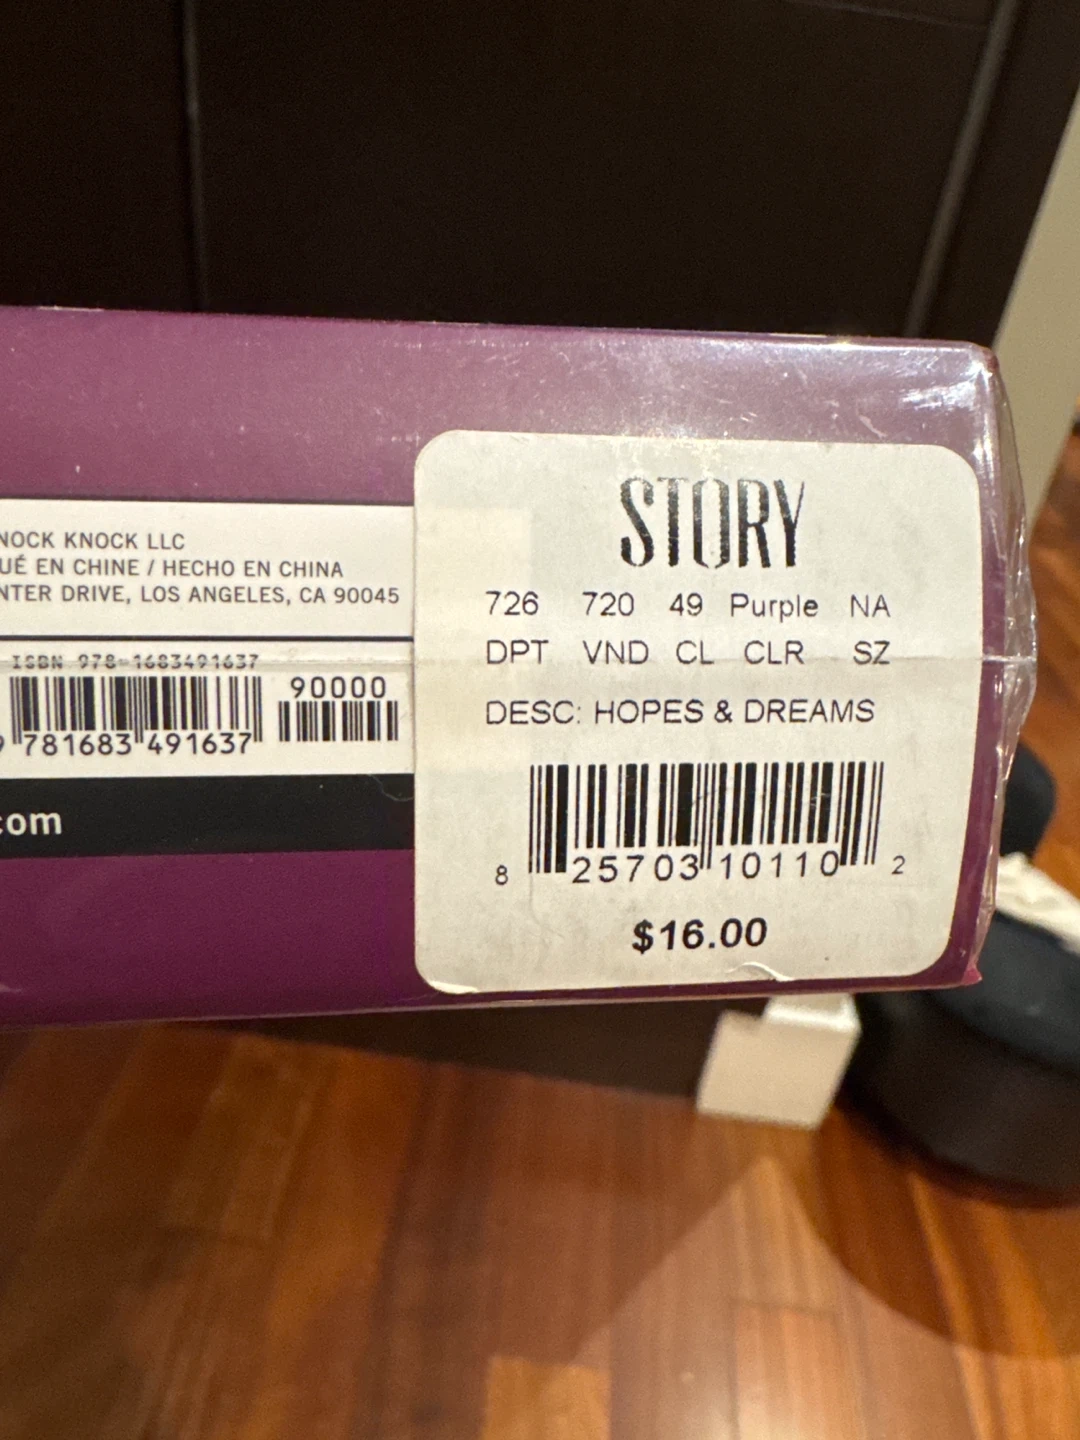 NOCK KNOCK LLC
UÉ EN CHINE / HECHO EN CHINA
NTER DRIVE, LOS ANGELES, CA 90045
ISBN 978-1683491637
90000
9 781683 491637
com
STORY
726 720 49 Purple NA
DPT VND CL CLR SZ
DESC: HOPES & DREAMS
8 25703 10110 2
$16.00